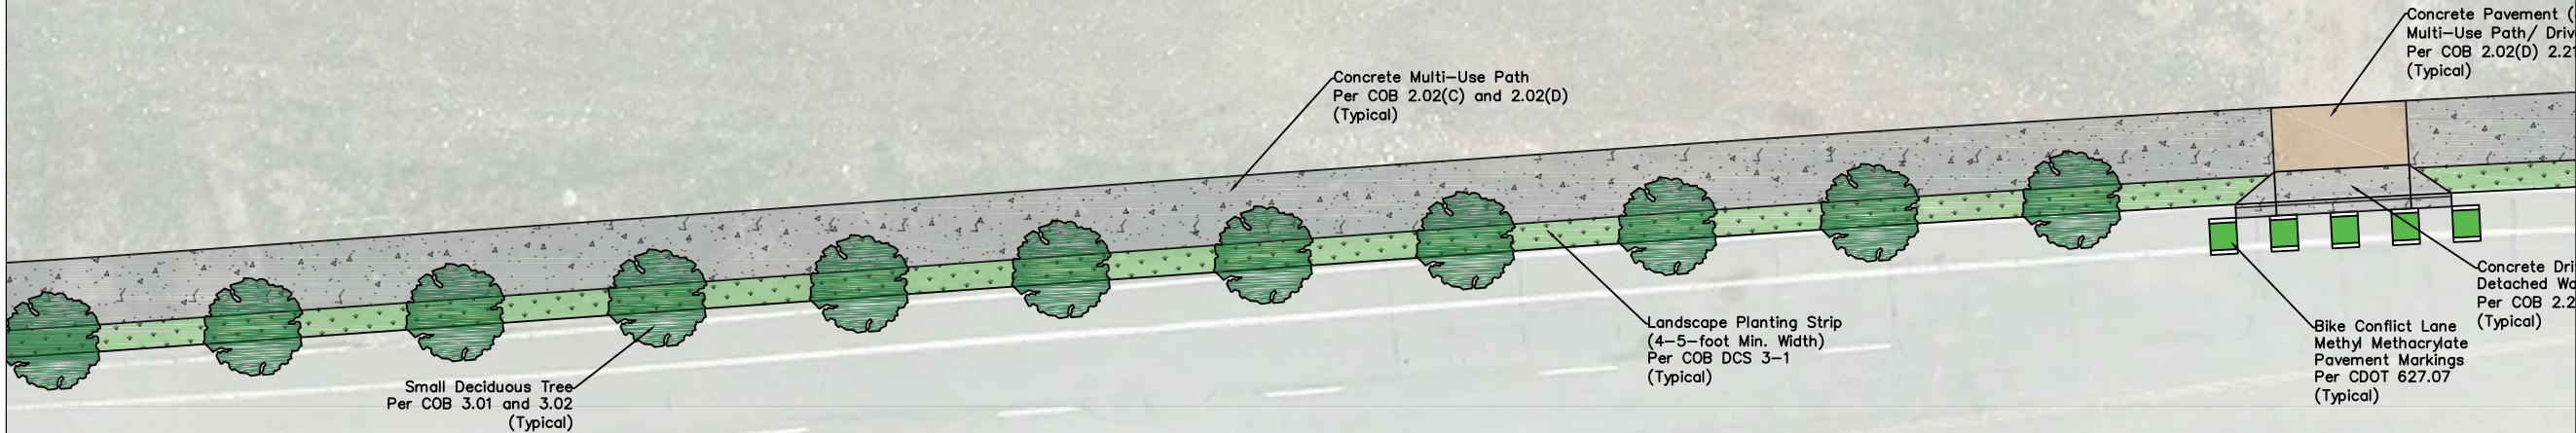 Concrete Pavement (
Multi-Use Path/ Driv
Per COB 2.02(D) 2.21
(Typical)
Concrete Multi-Use Path
Per COB 2.02(C) and 2.02(D)
(Typical)
Concrete Dri
Detached Wa
Per COB 2.2
(Typical)
Landscape Planting Strip
(4-5-foot Min. Width)
Per COB DCS 3-1
(Typical)
Bike Conflict Lane
Methyl Methacrylate
Pavement Markings
Per CDOT 627.07
(Typical)
Small Deciduous Tree
Per COB 3.01 and 3.02
(Typical)